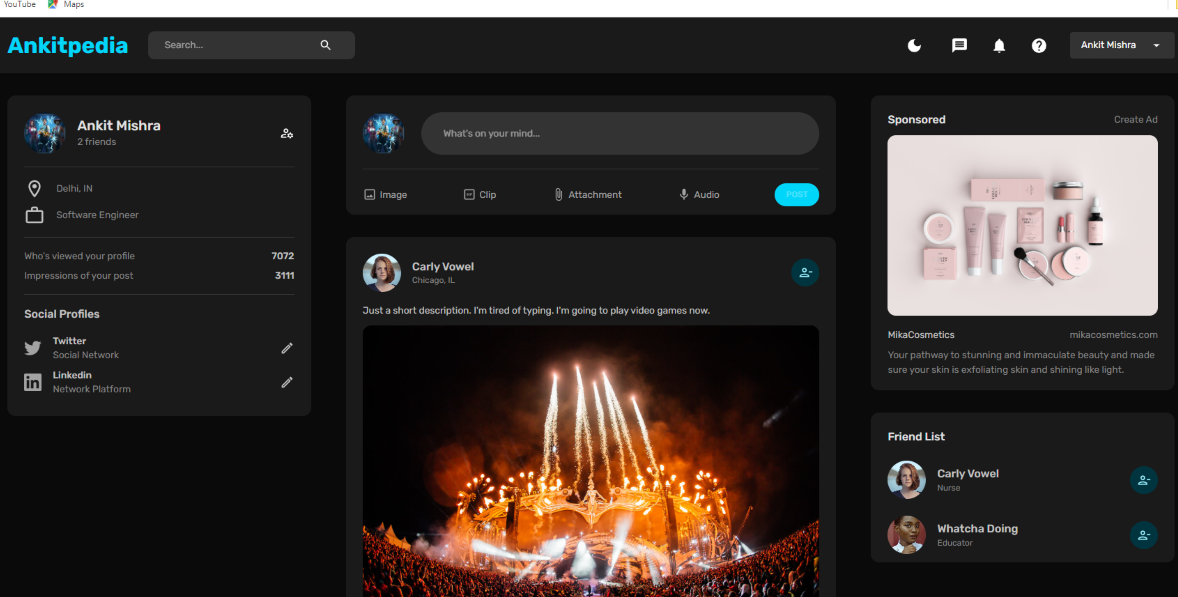 YouTube
Maps
Ankitpedia
Search...
Ankit Mishra
Ankit Mishra
2 friends
Delhi, IN
Software Engineer
Who's viewed your profile
7072
Impressions of your post
3111
Social Profiles
Twitter
Social Network
Linkedin
Network Platform
What's on your mind...
Image
Clip
Attachment
Audio
POST
Carly Vowel
Chicago, IL
Just a short description. I'm tired of typing. I'm going to play video games now.
Sponsored
Create Ad
MikaCosmetics
mikacosmetics.com
Your pathway to stunning and immaculate beauty and made
sure your skin is exfoliating skin and shining like light.
Friend List
Carly Vowel
Nurse
Whatcha Doing
Educator